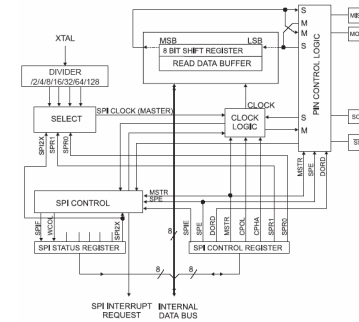 XTAL
MSB LSB
8 BIT SHIFT REGISTER
READ DATA BUFFER
DIVIDER
/2/4/8/16/32/64/128
SELECT
SPI CLOCK (MASTER)
CLOCK
CLOCK
LOGIC
S
M
M
S
S
M
PIN CONTROL LOGIC
MIS
MO
SC
SPI2X
SPR1
SPR0
MSTR
SPE
DORD
SPI CONTROL
MSTR
SPE
SPIF
WCOL
SPI2X
SPIE
SPE
DORD
MSTR
CPOL
CPHA
SPR1
SPR0
SPI STATUS REGISTER
SPI CONTROL REGISTER
8
8
8
SPI INTERRUPT
REQUEST
INTERNAL
DATA BUS